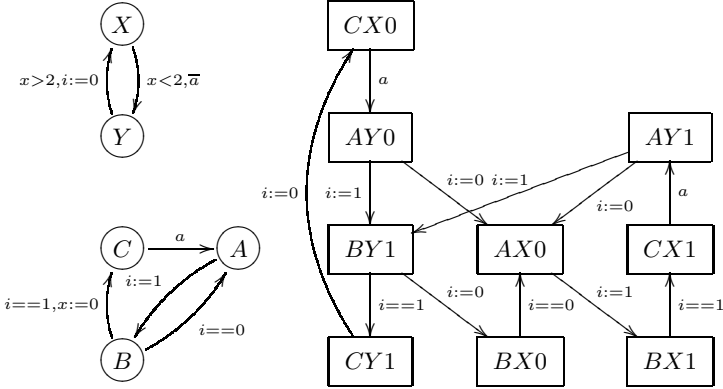 X CX0
x>2,i:=0 x<2,a̅ a
Y AY0 AY1
i:=0 i:=1 i:=0 i:=1
i:=0
C a A BY1 AX0 CX1
i:=1
i==1,x:=0 i==0 i==1 i:=0 i==0 i:=1 i==1
a
B CY1 BX0 BX1